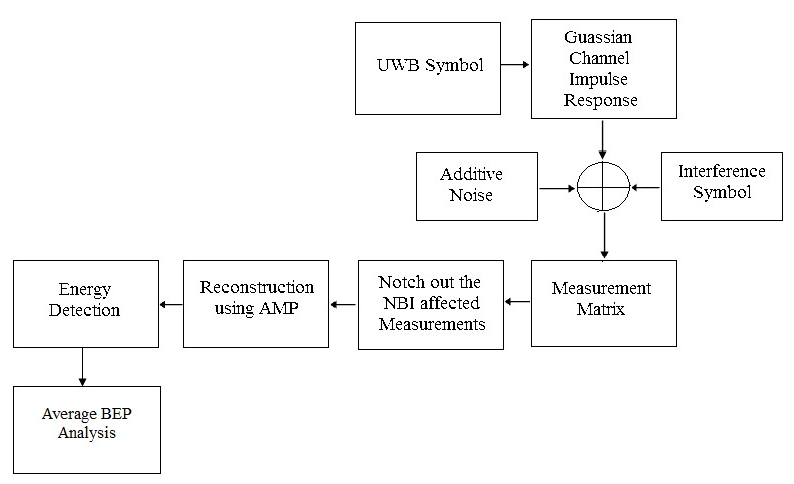 UWB Symbol
Guassian
Channel
Impulse
Response
Additive
Noise
Interference
Symbol
Energy
Detection
Reconstruction
using AMP
Notch out the
NBI affected
Measurements
Measurement
Matrix
Average BEP
Analysis